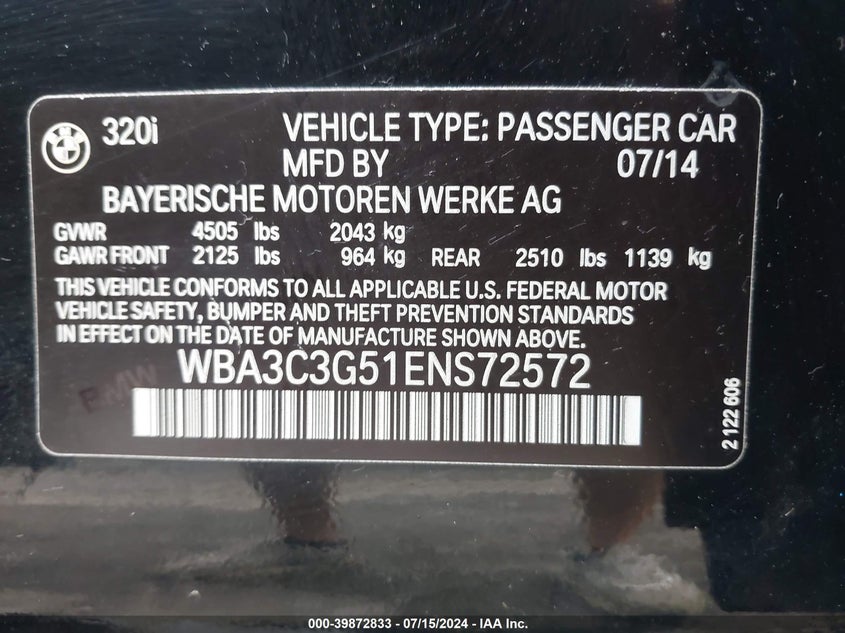 320i VEHICLE TYPE: PASSENGER CAR
MFD BY 07/14
BAYERISCHE MOTOREN WERKE AG
GVWR 4505 lbs 2043 kg
GAWR FRONT 2125 lbs 964 kg REAR 2510 lbs 1139 kg
THIS VEHICLE CONFORMS TO ALL APPLICABLE U.S. FEDERAL MOTOR
VEHICLE SAFETY, BUMPER AND THEFT PREVENTION STANDARDS
IN EFFECT ON THE DATE OF MANUFACTURE SHOWN ABOVE.
WBA3C3G51ENS72572
BMW
2 122 606
000-39872833 - 07/15/2024 - IAA Inc.